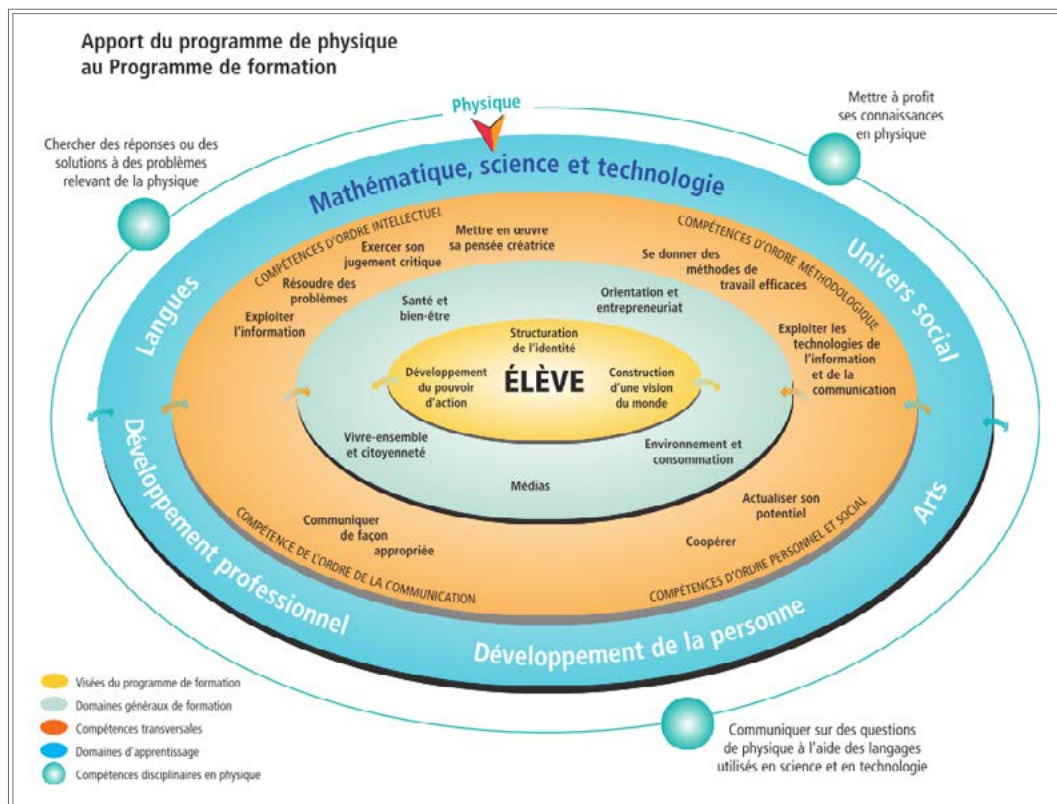 Apport du programme de physique
au Programme de formation
Physique
Mettre à profit
ses connaissances
en physique
Chercher des réponses ou des
solutions à des problèmes
relevant de la physique
Mathématique, science et technologie
Langues
Univers social
Développement professionnel
Arts
Développement de la personne
COMPÉTENCES D'ORDRE INTELLECTUEL
COMPÉTENCES D'ORDRE MÉTHODOLOGIQUE
Mettre en œuvre
sa pensée créatrice
Exercer son
jugement critique
Résoudre des
problèmes
Exploiter
l'information
Se donner des
méthodes de
travail efficaces
Exploiter les
technologies de
l'information
et de la
communication
Santé et
bien-être
Orientation et
entrepreneuriat
Structuration
de l'identité
Développement
du pouvoir
d'action
ÉLÈVE
Construction
d'une vision
du monde
Vivre-ensemble
et citoyenneté
Environnement et
consommation
Médias
Communiquer
de façon
appropriée
Actualiser son
potentiel
Coopérer
COMPÉTENCE DE L'ORDRE DE LA COMMUNICATION
COMPÉTENCES D'ORDRE PERSONNEL ET SOCIAL
Visées du programme de formation
Domaines généraux de formation
Compétences transversales
Domaines d'apprentissage
Compétences disciplinaires en physique
Communiquer sur des questions
de physique à l'aide des langages
utilisés en science et en technologie